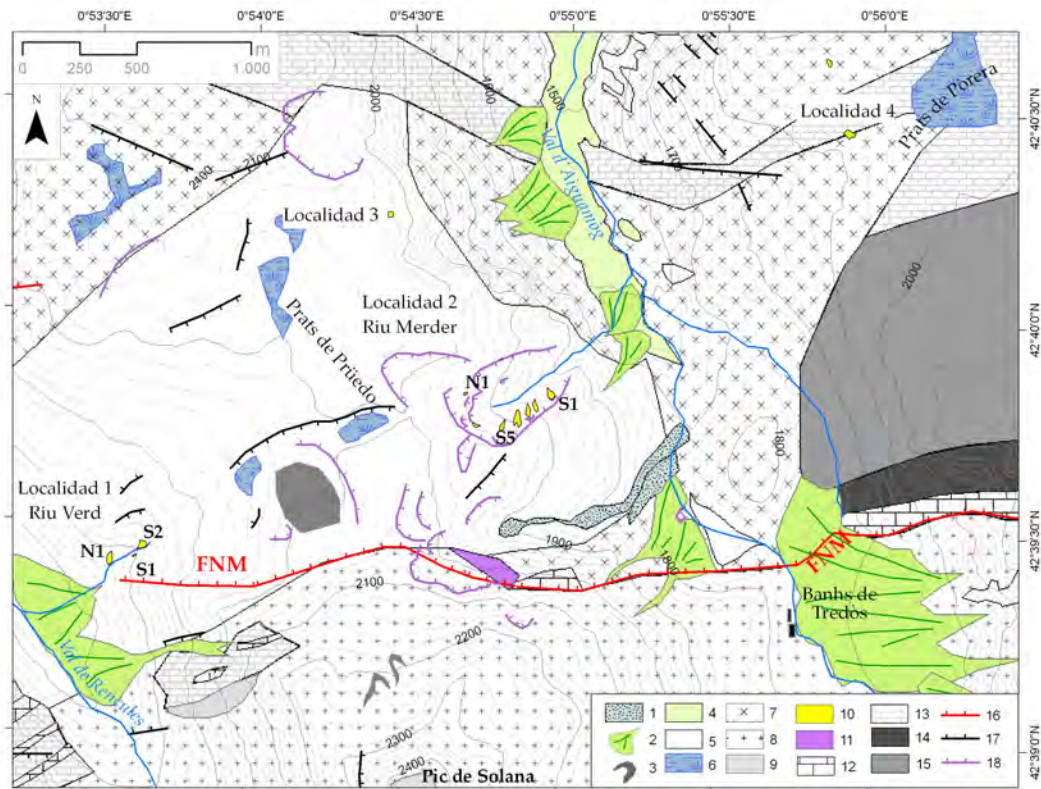 0°53'30"E 0°54'0"E 0°54'30"E 0°55'0"E 0°55'30"E 0°56'0"E
m
0 250 500 1.000
N
2000
1500
Localidad 4
Prats de Porera
42°40'30"N
2400
2100
1700
Val d'Aiguamog
Localidad 3
2000
Localidad 2
Riu Merder
Prats de Prüedo
42°40'0"N
N1
S1
S5
1800
Localidad 1
Riu Verd
S2
N1
S1
FNM
1900
1800
FNM
42°39'30"N
2100
Banhs de
Tredòs
2200
Val de Rencules
2300
2400
Pic de Solana
42°39'0"N
1 4 7 10 13 16
2 5 8 11 14 17
3 6 9 12 15 18